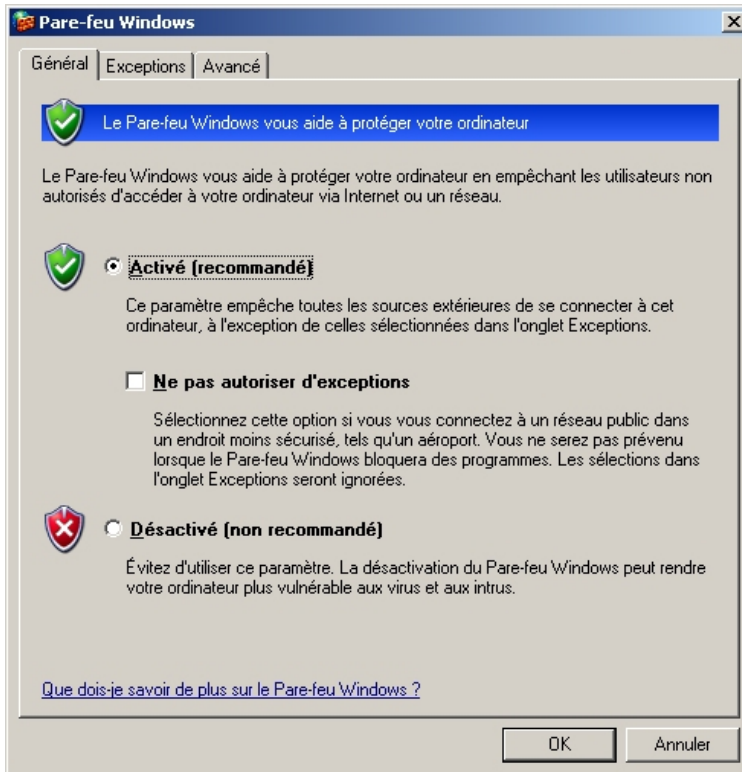 Pare-feu Windows
Général Exceptions Avancé
Le Pare-feu Windows vous aide à protéger votre ordinateur
Le Pare-feu Windows vous aide à protéger votre ordinateur en empêchant les utilisateurs non
autorisés d'accéder à votre ordinateur via Internet ou un réseau.
Activé (recommandé)
Ce paramètre empêche toutes les sources extérieures de se connecter à cet
ordinateur, à l'exception de celles sélectionnées dans l'onglet Exceptions.
Ne pas autoriser d'exceptions
Sélectionnez cette option si vous vous connectez à un réseau public dans
un endroit moins sécurisé, tels qu'un aéroport. Vous ne serez pas prévenu
lorsque le Pare-feu Windows bloquera des programmes. Les sélections dans
l'onglet Exceptions seront ignorées.
Désactivé (non recommandé)
Évitez d'utiliser ce paramètre. La désactivation du Pare-feu Windows peut rendre
votre ordinateur plus vulnérable aux virus et aux intrus.
Que dois-je savoir de plus sur le Pare-feu Windows ?
OK Annuler